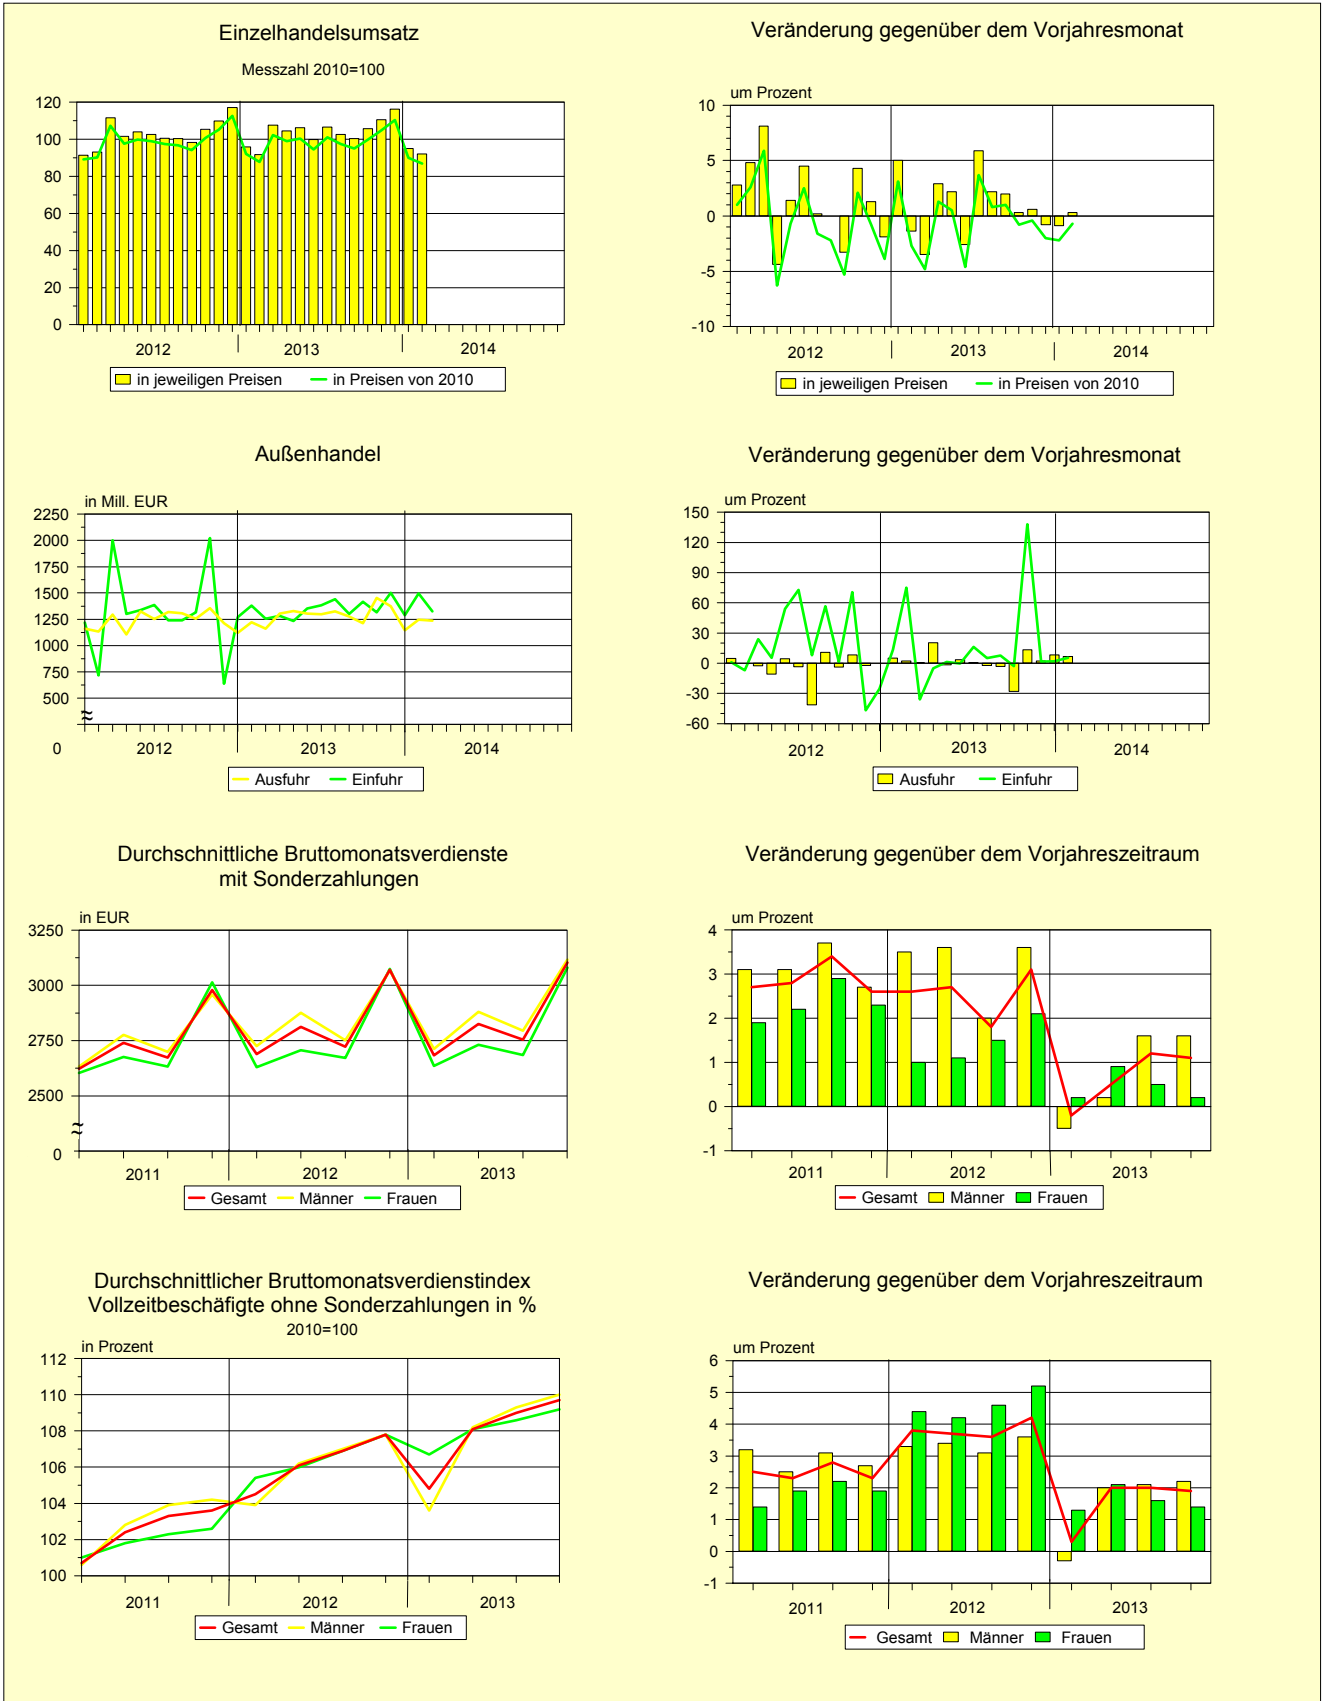 Einzelhandelsumsatz
Messzahl 2010=100
120
100
80
60
40
20
0
2012 2013 2014
in jeweiligen Preisen in Preisen von 2010
Veränderung gegenüber dem Vorjahresmonat
um Prozent
10
5
0
-5
-10
2012 2013 2014
in jeweiligen Preisen in Preisen von 2010
Außenhandel
in Mill. EUR
2250
2000
1750
1500
1250
1000
750
500
≈
0
2012 2013 2014
Ausfuhr Einfuhr
Veränderung gegenüber dem Vorjahresmonat
um Prozent
150
120
90
60
30
0
-30
-60
2012 2013 2014
Ausfuhr Einfuhr
Durchschnittliche Bruttomonatsverdienste
mit Sonderzahlungen
in EUR
3250
3000
2750
2500
≈
0
2011 2012 2013
Gesamt Männer Frauen
Veränderung gegenüber dem Vorjahreszeitraum
um Prozent
4
3
2
1
0
-1
2011 2012 2013
Gesamt Männer Frauen
Durchschnittlicher Bruttomonatsverdienstindex
Vollzeitbeschäfigte ohne Sonderzahlungen in %
2010=100
in Prozent
112
110
108
106
104
102
100
2011 2012 2013
Gesamt Männer Frauen
Veränderung gegenüber dem Vorjahreszeitraum
um Prozent
6
5
4
3
2
1
0
-1
2011 2012 2013
Gesamt Männer Frauen